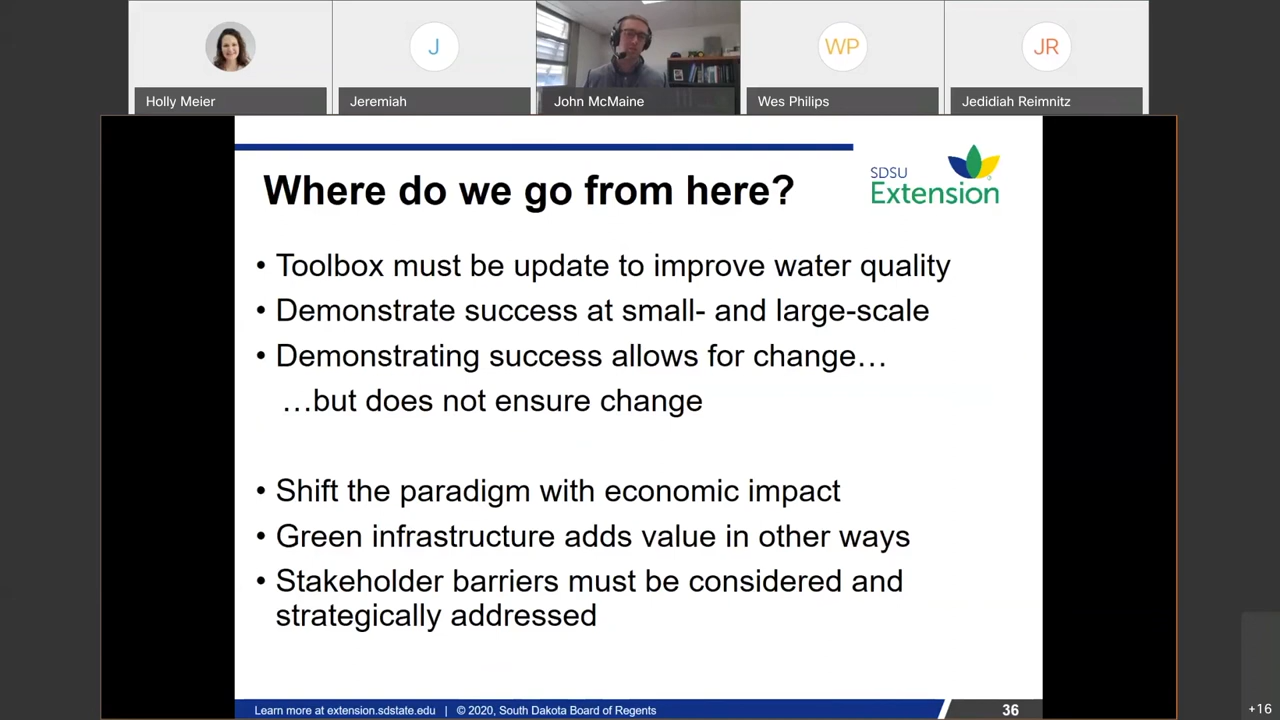 J
WP
JR
Holly Meier
Jeremiah
John McMaine
Wes Philips
Jedidiah Reimnitz
SDSU
Extension
Where do we go from here?
• Toolbox must be update to improve water quality
• Demonstrate success at small- and large-scale
• Demonstrating success allows for change…
…but does not ensure change
• Shift the paradigm with economic impact
• Green infrastructure adds value in other ways
• Stakeholder barriers must be considered and
strategically addressed
Learn more at extension.sdstate.edu | © 2020, South Dakota Board of Regents
36
+16